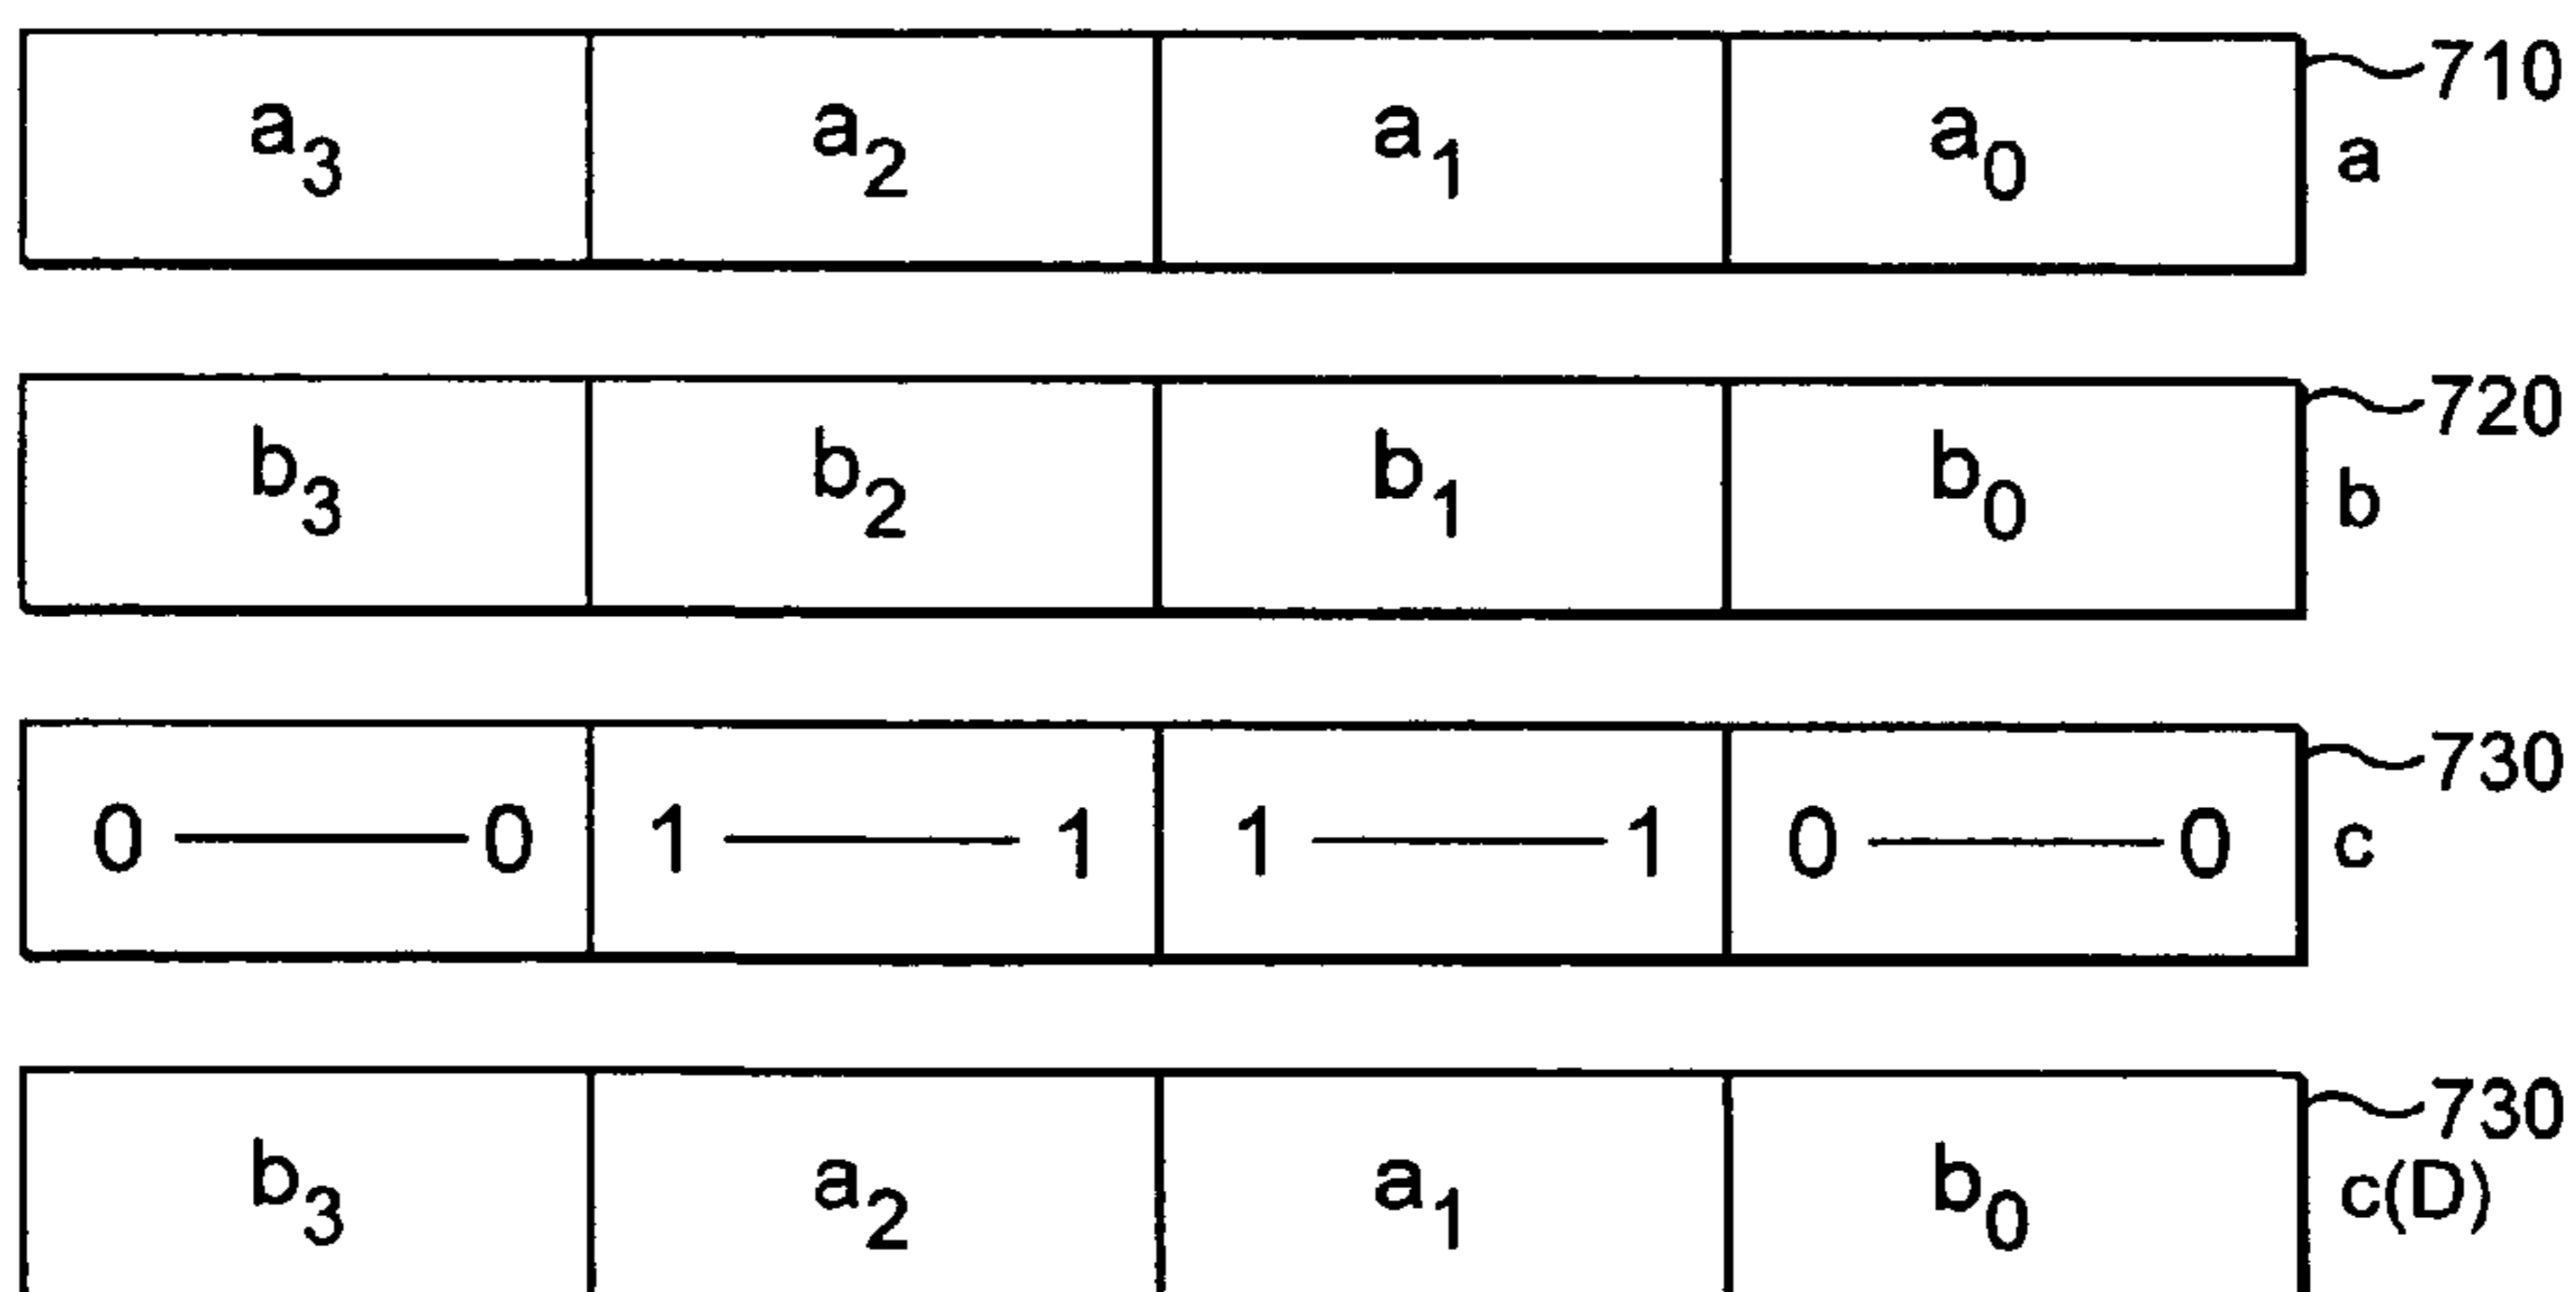 a3 a2 a1 a0 710
a
b3 b2 b1 b0 720
b
0 — 0 1 — 1 1 — 1 0 — 0 730
c
b3 a2 a1 b0 730
c(D)